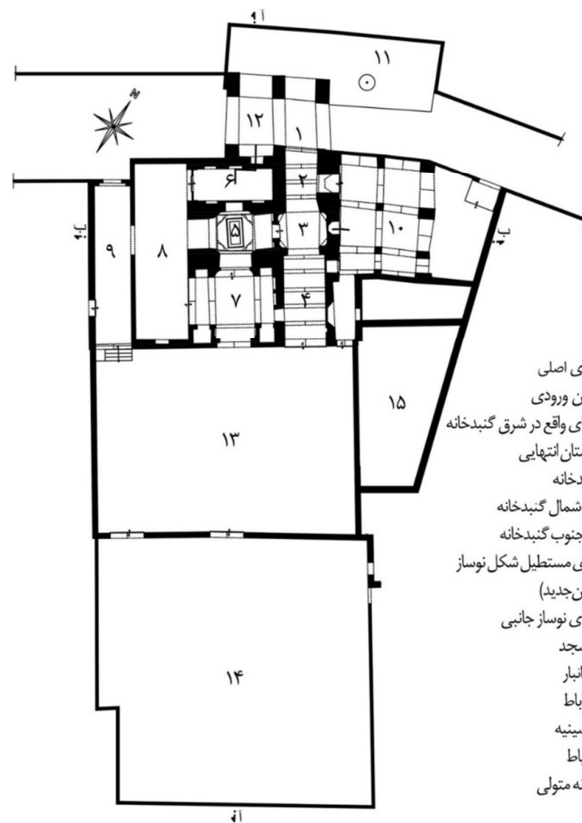 آ
۱۱
N
۱۲
۱
۶
۲
۵
۳
۱۰
۹
۸
۷
۴
ی اصلی
ن ورودی
ی واقع در شرق گنبدخانه
ستان انتهایی
دخانه
شمال گنبدخانه
جنوب گنبدخانه
ی مستطیل شکل نوساز
ن جدید)
ی نوساز جانبی
سجد
انبار
باط
سینیه
باط
نه متولی
۱۵
۱۳
۱۴
آ